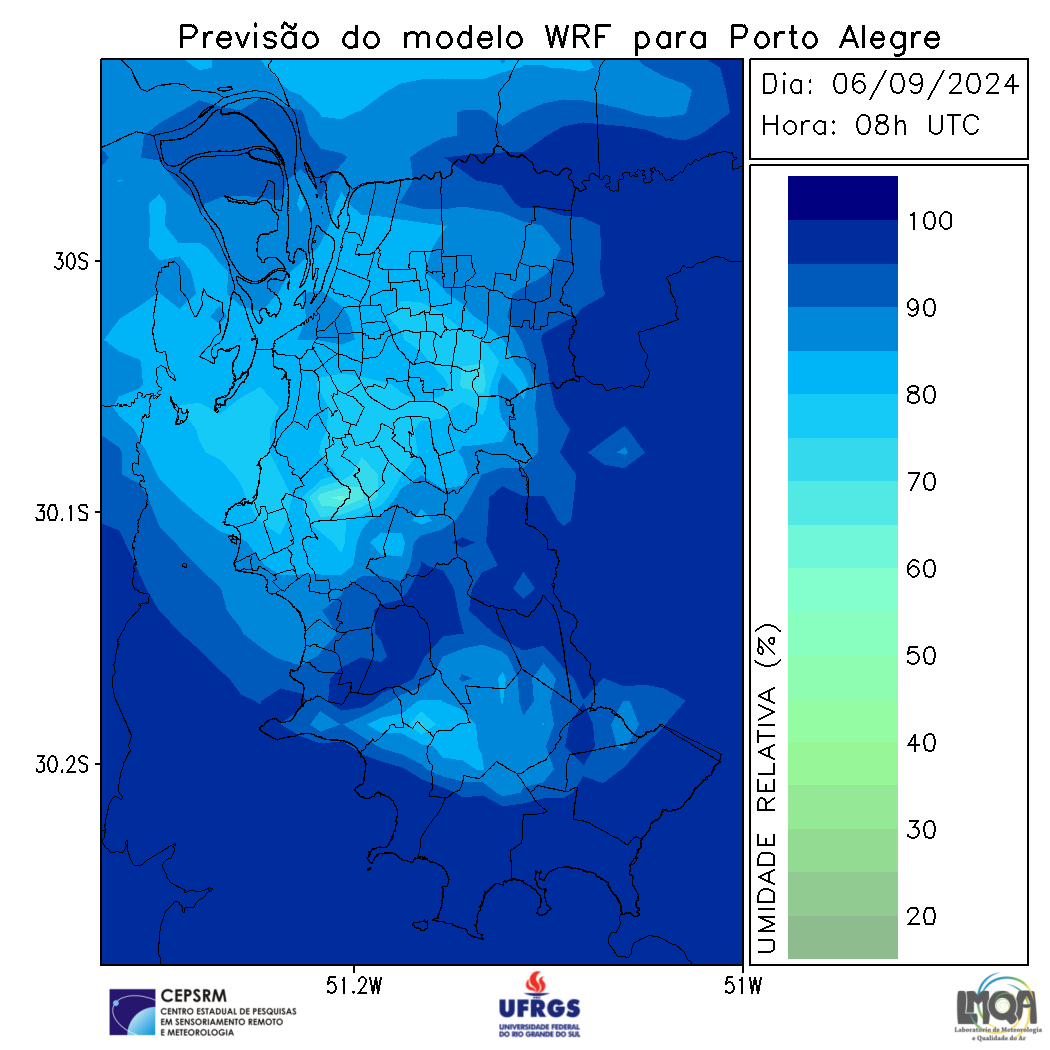 Previsão do modelo WRF para Porto Alegre
Dia: 06/09/2024
Hora: 08h UTC
100
90
80
70
60
50
40
30
20
UMIDADE RELATIVA (%)
30S
30.1S
30.2S
51.2W
51W
CEPSRM
CENTRO ESTADUAL DE PESQUISAS
EM SENSORIAMENTO REMOTO
E METEOROLOGIA
UFRGS
UNIVERSIDADE FEDERAL
DO RIO GRANDE DO SUL
LMQA
Laboratório de Meteorologia
e Qualidade do Ar